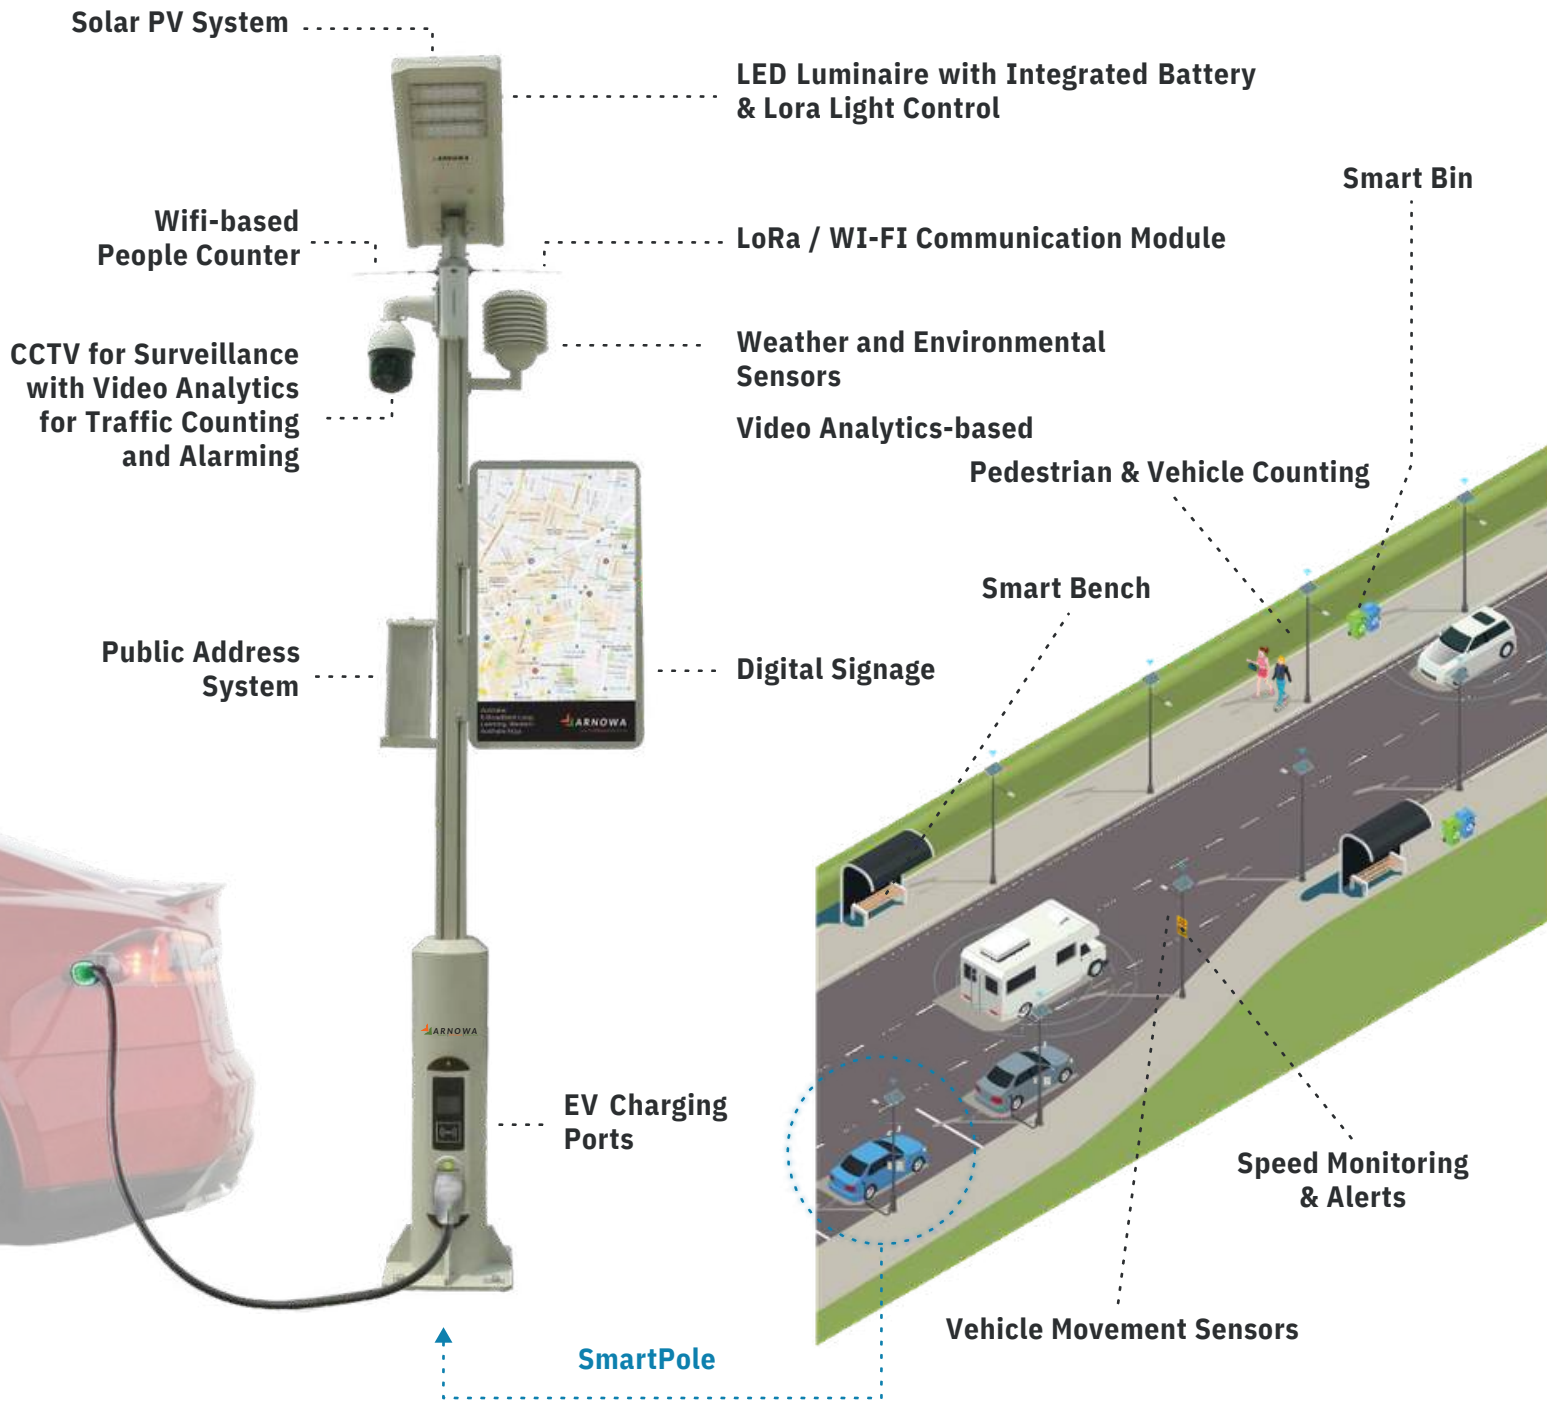 Solar PV System
LED Luminaire with Integrated Battery
& Lora Light Control
ARNOWA
Smart Bin
Wifi-based
People Counter
LoRa / WI-FI Communication Module
CCTV for Surveillance
with Video Analytics
for Traffic Counting
and Alarming
Weather and Environmental
Sensors
Video Analytics-based
Pedestrian & Vehicle Counting
Smart Bench
Public Address
System
Digital Signage
ARNOWA
ARNOWA
EV Charging
Ports
Speed Monitoring
& Alerts
Vehicle Movement Sensors
SmartPole